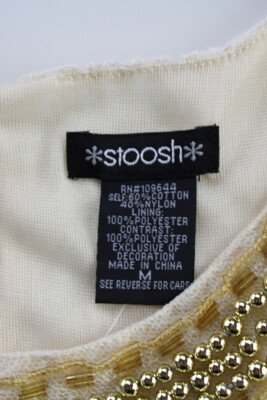 *stoosh*
RN#109644
SELF:60%COTTON
40%NYLON
LINING:
100%POLYESTER
CONTRAST:
100%POLYESTER
EXCLUSIVE OF
DECORATION
MADE IN CHINA
M
SEE REVERSE FOR CARE